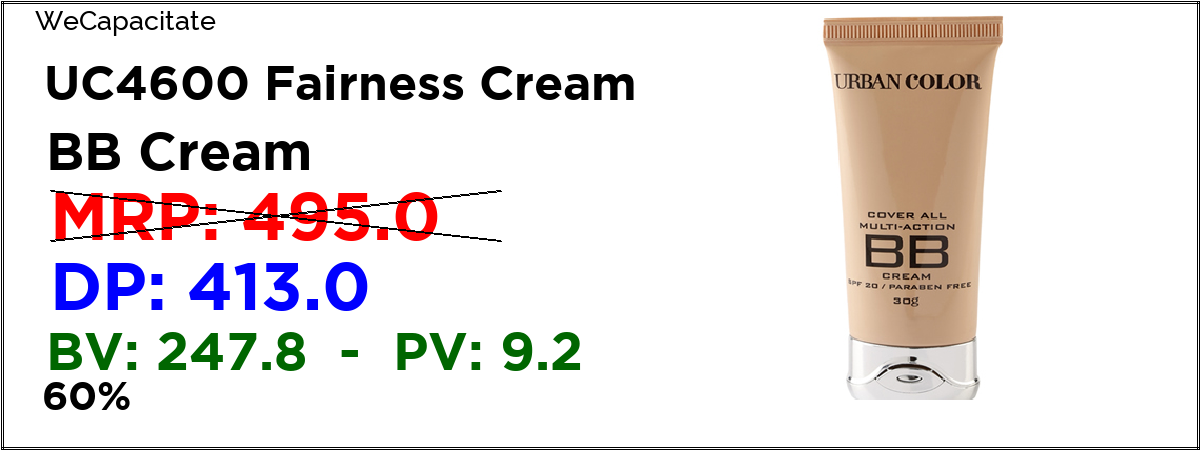 WeCapacitate
UC4600 Fairness Cream
BB Cream
MRP: 495.0
DP: 413.0
BV: 247.8 - PV: 9.2
60%
URBAN COLOR
COVER ALL
MULTI-ACTION
BB
CREAM
SPF 20 / PARABEN FREE
30g